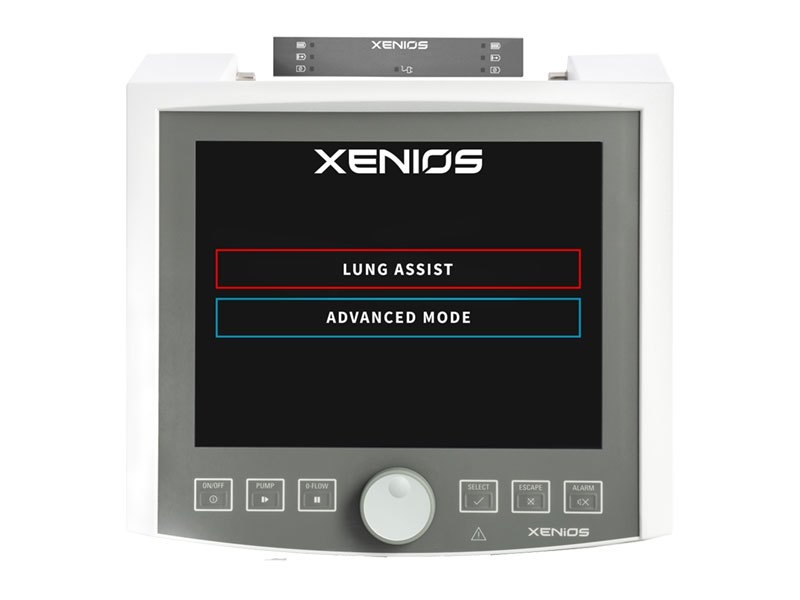 XENIOS
XENIOS
LUNG ASSIST
ADVANCED MODE
ON/OFF
PUMP
0-FLOW
SELECT
ESCAPE
ALARM
XENIOS